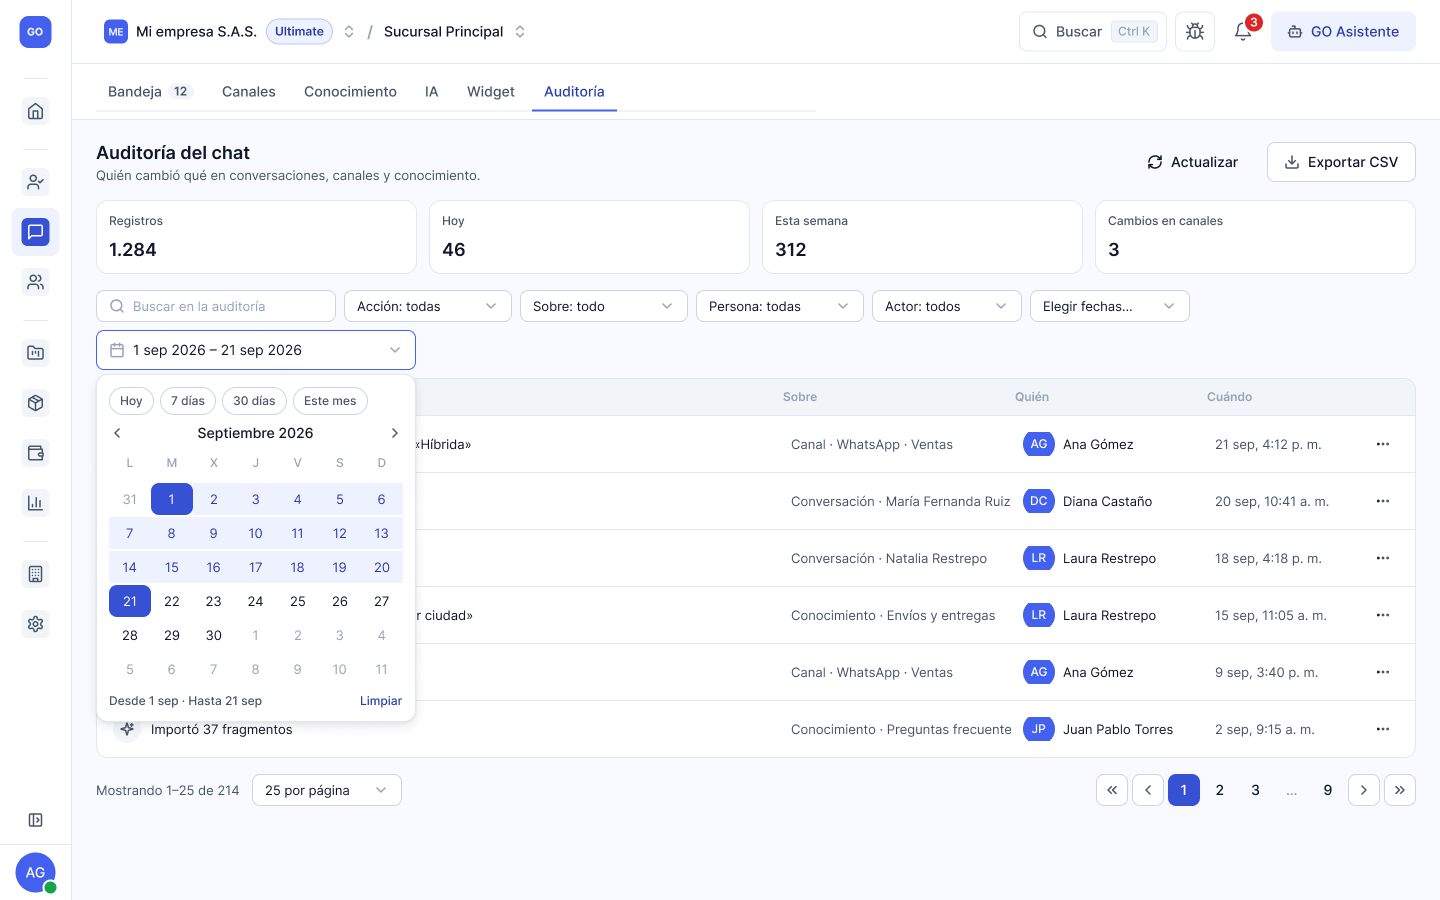 GO
ME Mi empresa S.A.S. Ultimate / Sucursal Principal
Buscar Ctrl K
3
GO Asistente
Bandeja 12 Canales Conocimiento IA Widget Auditoría
Auditoría del chat
Quién cambió qué en conversaciones, canales y conocimiento.
Actualizar
Exportar CSV
Registros
1.284
Hoy
46
Esta semana
312
Cambios en canales
3
Buscar en la auditoría
Acción: todas
Sobre: todo
Persona: todas
Actor: todos
Elegir fechas...
1 sep 2026 – 21 sep 2026
Hoy 7 días 30 días Este mes
Septiembre 2026
L M X J V S D
31 1 2 3 4 5 6
7 8 9 10 11 12 13
14 15 16 17 18 19 20
21 22 23 24 25 26 27
28 29 30 1 2 3 4
5 6 7 8 9 10 11
Desde 1 sep · Hasta 21 sep Limpiar
Sobre Quién Cuándo
«Híbrida» Canal · WhatsApp · Ventas AG Ana Gómez 21 sep, 4:12 p. m.
Conversación · María Fernanda Ruiz DC Diana Castaño 20 sep, 10:41 a. m.
Conversación · Natalia Restrepo LR Laura Restrepo 18 sep, 4:18 p. m.
r ciudad» Conocimiento · Envíos y entregas LR Laura Restrepo 15 sep, 11:05 a. m.
Canal · WhatsApp · Ventas AG Ana Gómez 9 sep, 3:40 p. m.
Importó 37 fragmentos Conocimiento · Preguntas frecuente JP Juan Pablo Torres 2 sep, 9:15 a. m.
Mostrando 1–25 de 214 25 por página
« ‹ 1 2 3 ... 9 › »
AG